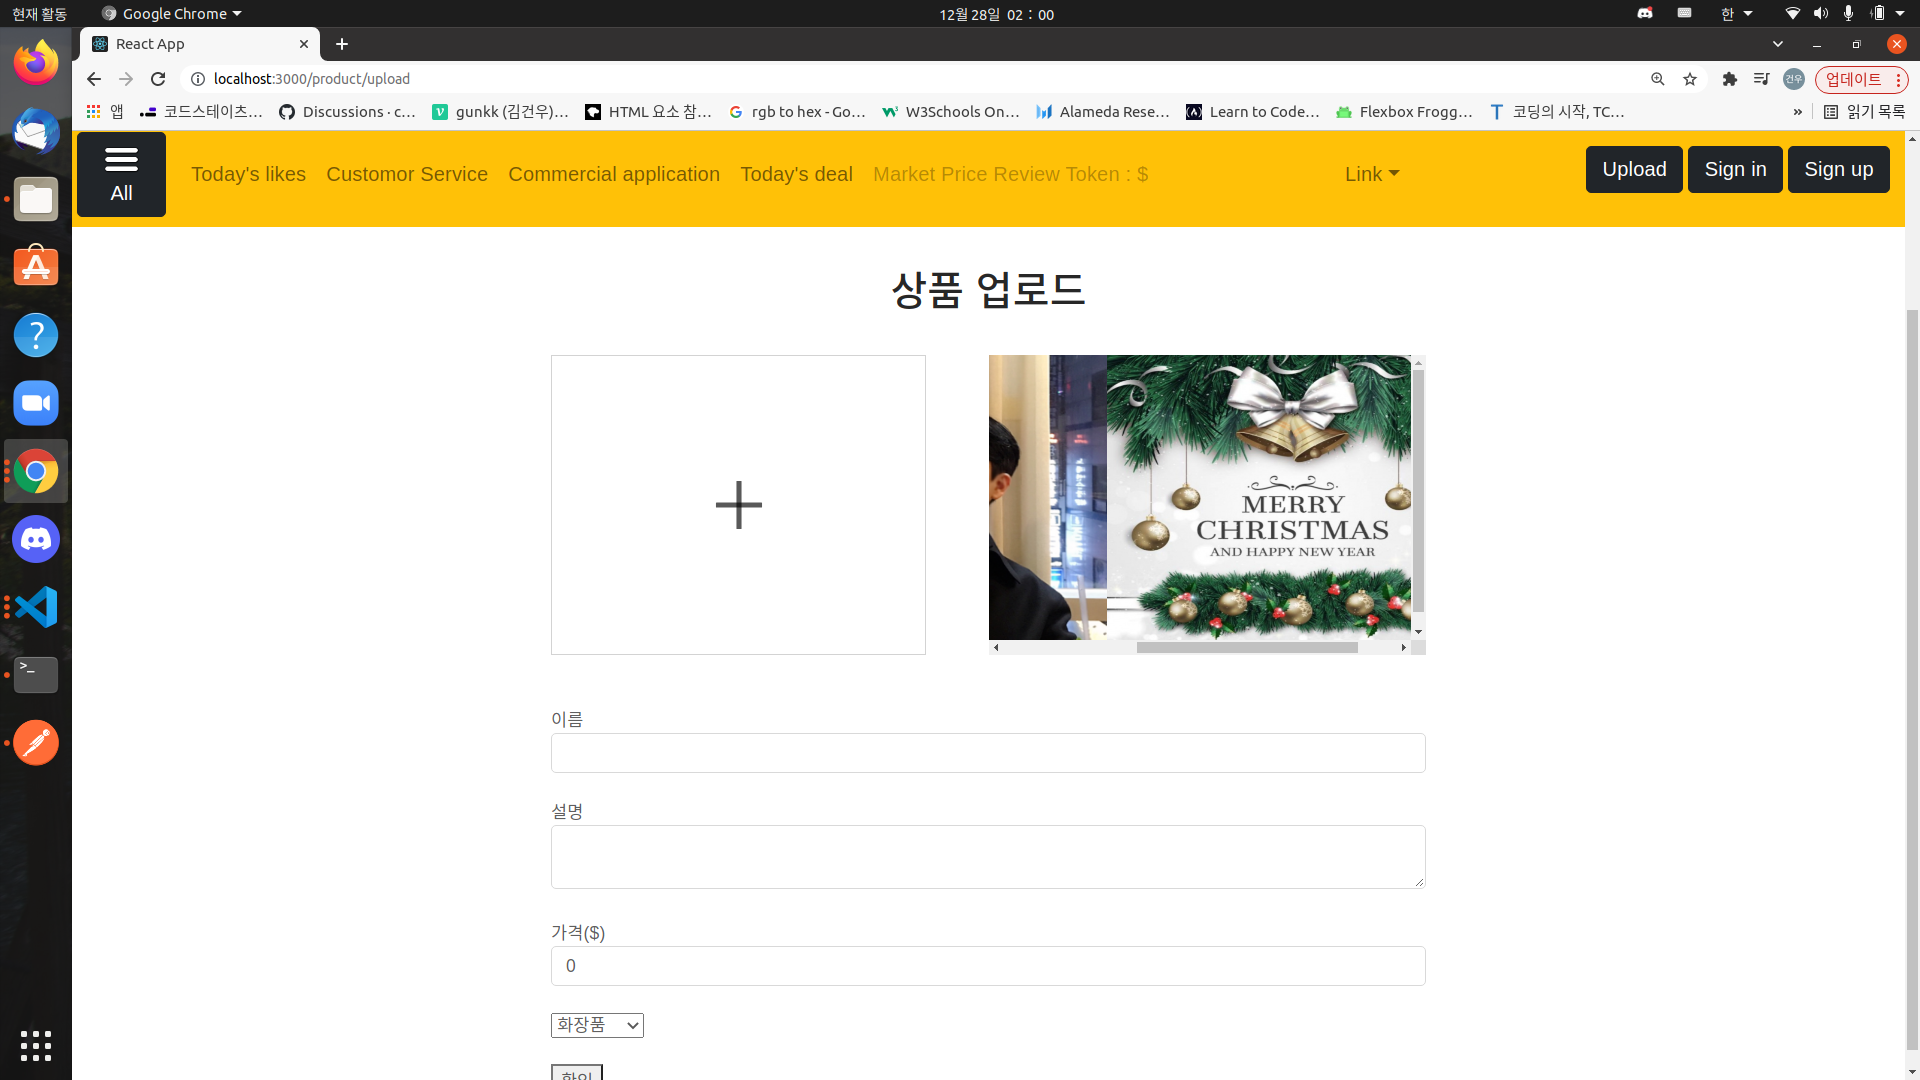 현재 활동
Google Chrome
12월 28일 02 : 00
한
React App
localhost:3000/product/upload
건우
업데이트
앱
코드스테이츠…
Discussions · c…
gunkk (김건우)…
HTML 요소 참…
rgb to hex - Go…
W3Schools On…
Alameda Rese…
Learn to Code…
Flexbox Frogg…
코딩의 시작, TC…
»
읽기 목록
All
Today's likes
Customor Service
Commercial application
Today's deal
Market Price Review Token : $
Link
Upload
Sign in
Sign up
상품 업로드
MERRY
CHRISTMAS
AND HAPPY NEW YEAR
이름
설명
가격($)
0
화장품
확인